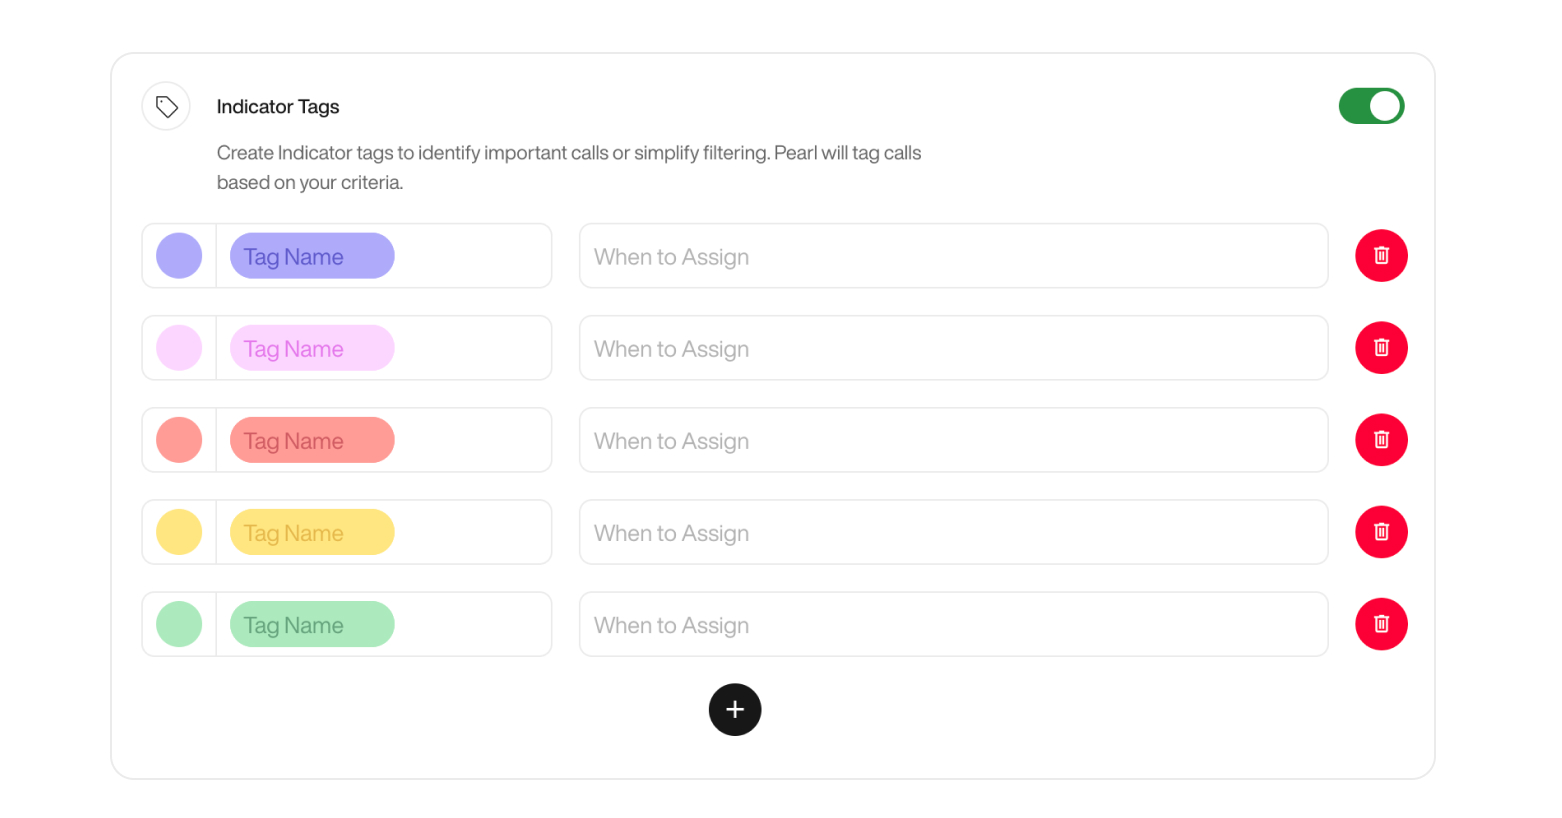 Indicator Tags
Create Indicator tags to identify important calls or simplify filtering. Pearl will tag calls
based on your criteria.
Tag Name When to Assign
Tag Name When to Assign
Tag Name When to Assign
Tag Name When to Assign
Tag Name When to Assign